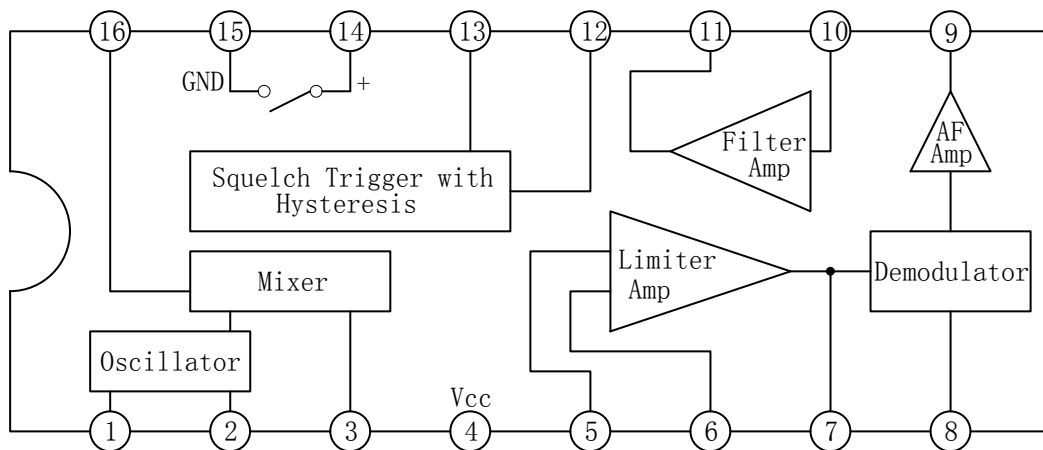 16 15 14 13 12 11 10 9
GND +
Squelch Trigger with
Hysteresis
Filter
Amp
AF
Amp
Mixer
Limiter
Amp
Demodulator
Oscillator
Vcc
1 2 3 4 5 6 7 8